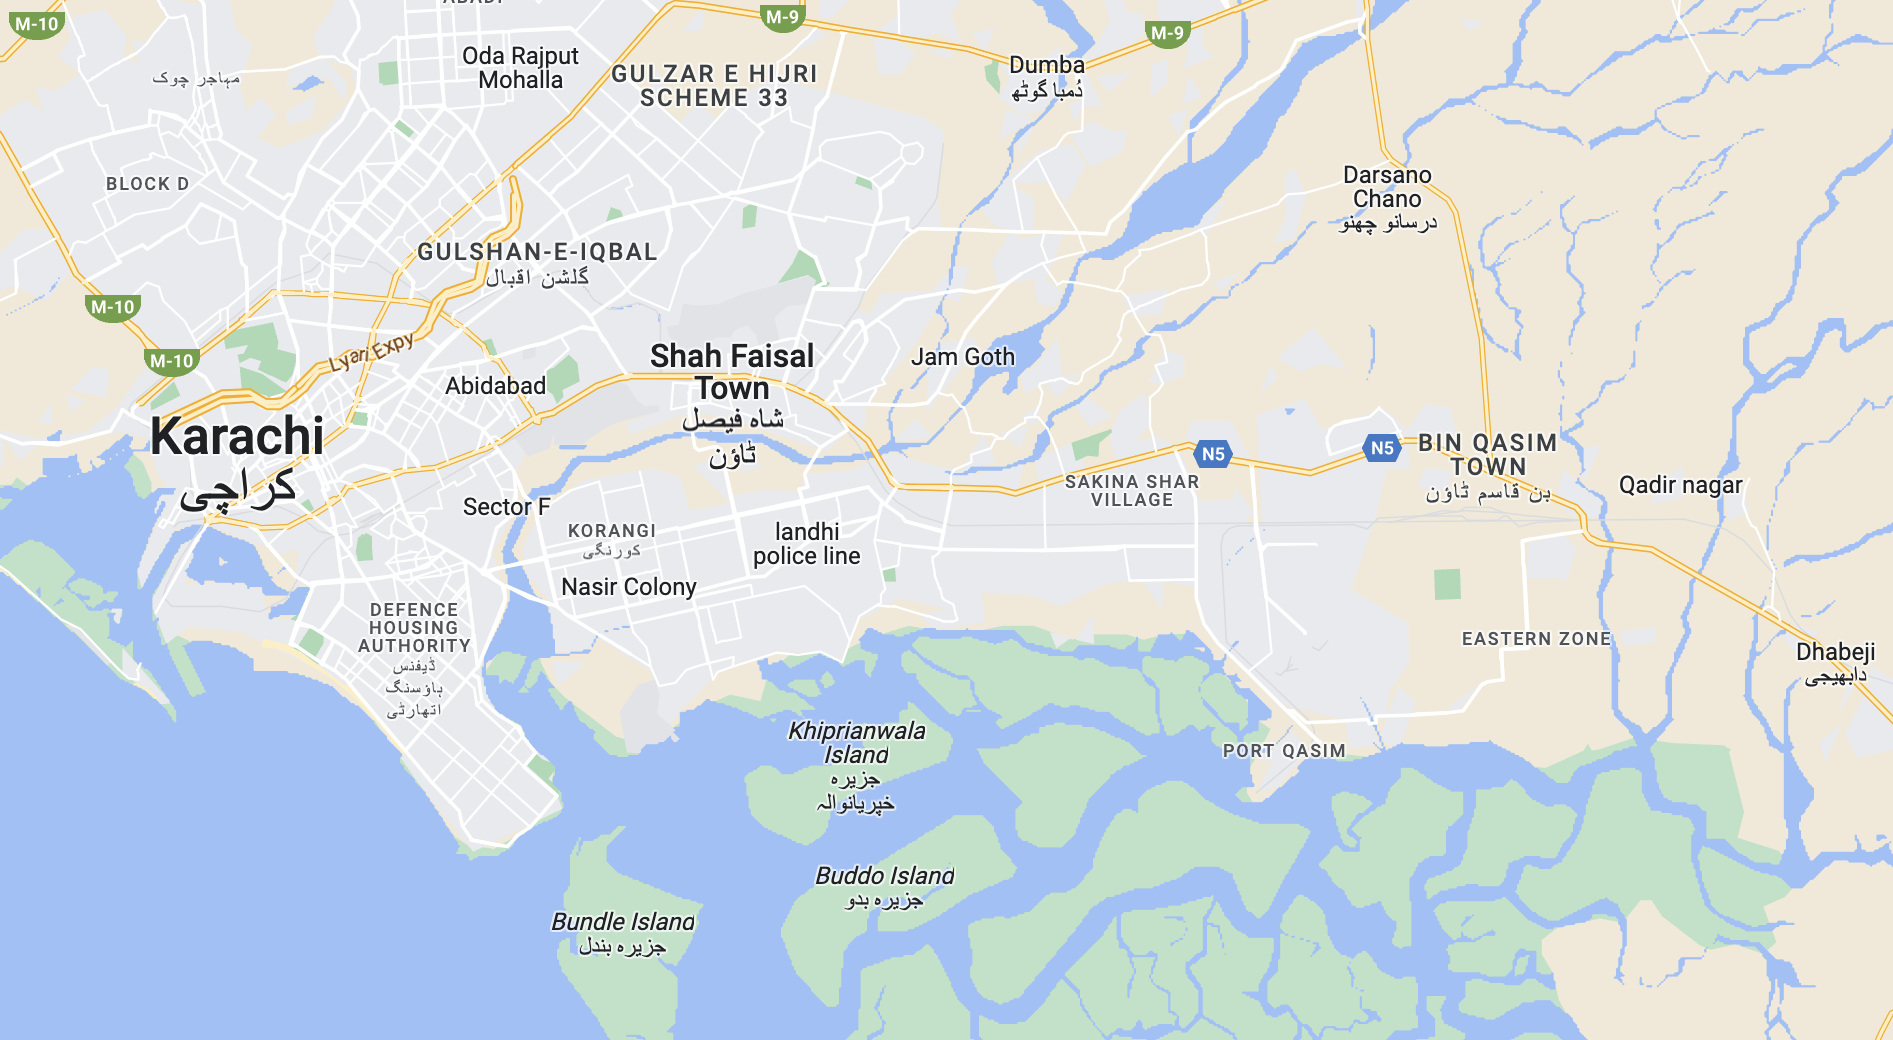 M-10
ABADI
M-9
M-9
Oda Rajput
Mohalla
GULZAR E HIJRI
SCHEME 33
Dumba
دُمبا گوٹھ
مہاجر چوک
BLOCK D
Darsano
Chano
درسانو چھنو
GULSHAN-E-IQBAL
گلشن اقبال
M-10
M-10
Lyari Expy
Abidabad
Shah Faisal
Town
شاہ فیصل
ٹاؤن
Jam Goth
Karachi
کراچی
N5
N5
BIN QASIM
TOWN
بن قاسم ٹاؤن
SAKINA SHAR
VILLAGE
Qadir nagar
Sector F
KORANGI
کورنگی
landhi
police line
Nasir Colony
DEFENCE
HOUSING
AUTHORITY
ڈیفنس
ہاؤسنگ
اتھارٹی
EASTERN ZONE
Dhabeji
دابھیجی
Khiprianwala
Island
جزیرہ
خپریانوالہ
PORT QASIM
Buddo Island
جزیرہ بدو
Bundle Island
جزیرہ بندل